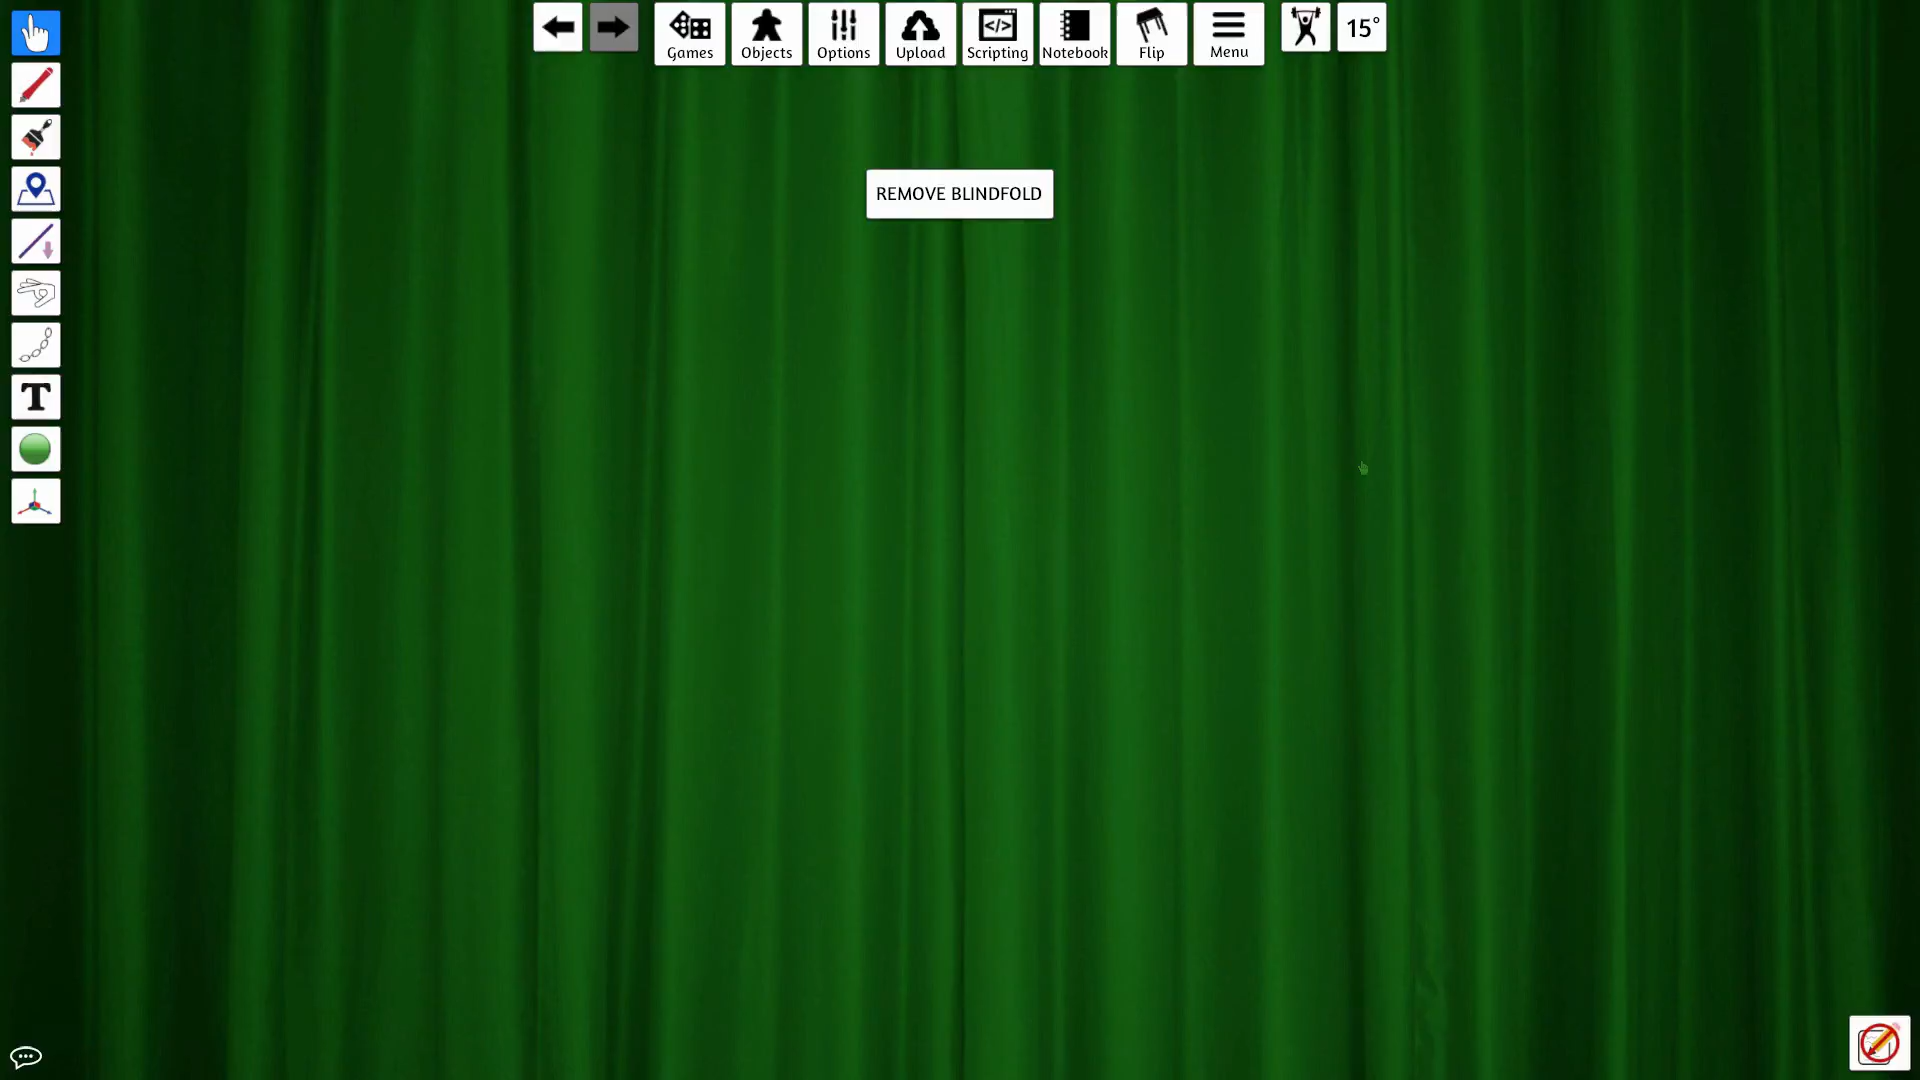 Games
Objects
Options
Upload
Scripting
Notebook
Flip
Menu
15°
REMOVE BLINDFOLD
T